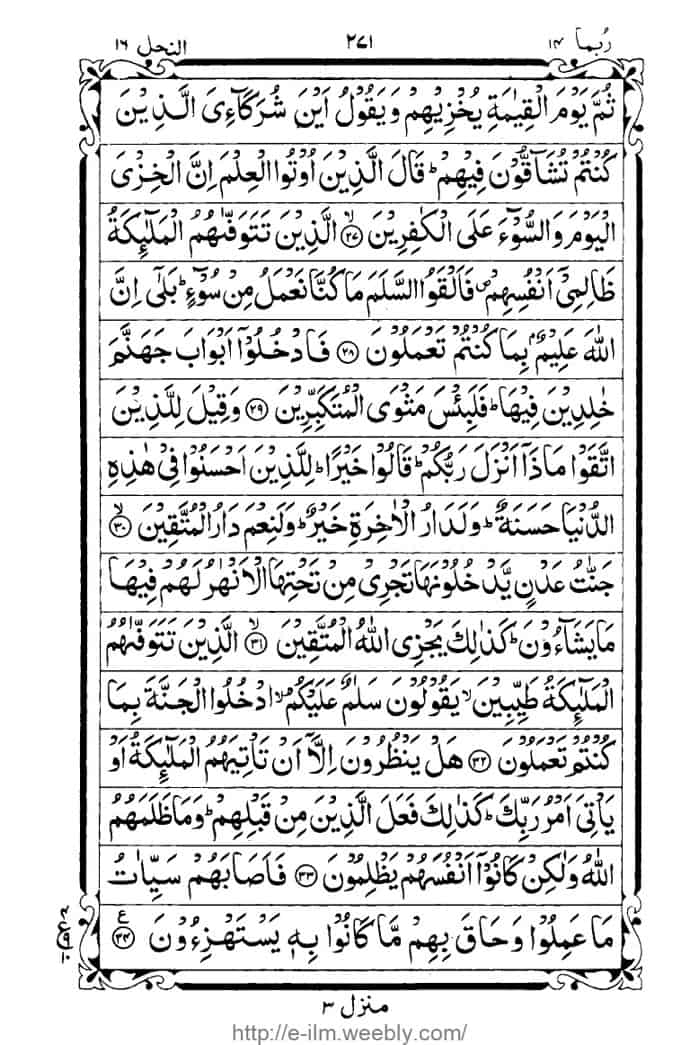 رُبَمَا ١٤
٢٧١
النحل ١٦
ثُمَّ يَوْمَ الْقِيٰمَةِ يُخْزِيْهِمْ وَيَقُوْلُ اَيْنَ شُرَكَآءِىَ الَّذِيْنَ
كُنْتُمْ تُشَآقُّوْنَ فِيْهِمْ ؕ قَالَ الَّذِيْنَ اُوْتُوا الْعِلْمَ اِنَّ الْخِزْىَ
الْيَوْمَ وَالسُّوْٓءَ عَلَى الْكٰفِرِيْنَ ۙ﴿٢٧﴾ الَّذِيْنَ تَتَوَفّٰىهُمُ الْمَلٰٓئِكَةُ
ظَالِمِىْٓ اَنْفُسِهِمْ ۪ فَاَلْقَوُا السَّلَمَ مَا كُنَّا نَعْمَلُ مِنْ سُوْٓءٍ ؕ بَلٰٓى اِنَّ
اللّٰهَ عَلِيْمٌۢ بِمَا كُنْتُمْ تَعْمَلُوْنَ ﴿٢٨﴾ فَادْخُلُوْٓا اَبْوَابَ جَهَنَّمَ
خٰلِدِيْنَ فِيْهَا ؕ فَلَبِئْسَ مَثْوَى الْمُتَكَبِّرِيْنَ ﴿٢٩﴾ وَقِيْلَ لِلَّذِيْنَ
اتَّقَوْا مَاذَآ اَنْزَلَ رَبُّكُمْ ؕ قَالُوْا خَيْرًا ؕ لِلَّذِيْنَ اَحْسَنُوْا فِىْ هٰذِهِ
الدُّنْيَا حَسَنَةٌ ؕ وَلَدَارُ الْاٰخِرَةِ خَيْرٌ ؕ وَلَنِعْمَ دَارُ الْمُتَّقِيْنَ ۙ﴿٣٠﴾
جَنّٰتُ عَدْنٍ يَّدْخُلُوْنَهَا تَجْرِىْ مِنْ تَحْتِهَا الْاَنْهٰرُ لَهُمْ فِيْهَا
مَا يَشَآءُوْنَ ؕ كَذٰلِكَ يَجْزِى اللّٰهُ الْمُتَّقِيْنَ ۙ﴿٣١﴾ الَّذِيْنَ تَتَوَفّٰىهُمُ
الْمَلٰٓئِكَةُ طَيِّبِيْنَ ۙ يَقُوْلُوْنَ سَلٰمٌ عَلَيْكُمُ ۙ ادْخُلُوا الْجَنَّةَ بِمَا
كُنْتُمْ تَعْمَلُوْنَ ﴿٣٢﴾ هَلْ يَنْظُرُوْنَ اِلَّآ اَنْ تَاْتِيَهُمُ الْمَلٰٓئِكَةُ اَوْ
يَاْتِىَ اَمْرُ رَبِّكَ ؕ كَذٰلِكَ فَعَلَ الَّذِيْنَ مِنْ قَبْلِهِمْ ؕ وَمَا ظَلَمَهُمُ
اللّٰهُ وَلٰكِنْ كَانُوْٓا اَنْفُسَهُمْ يَظْلِمُوْنَ ﴿٣٣﴾ فَاَصَابَهُمْ سَيِّاٰتُ
مَا عَمِلُوْا وَحَاقَ بِهِمْ مَّا كَانُوْا بِهٖ يَسْتَهْزِءُوْنَ ﴿٣٤﴾ ع
منزل ٣
http://e-ilm.weebly.com/